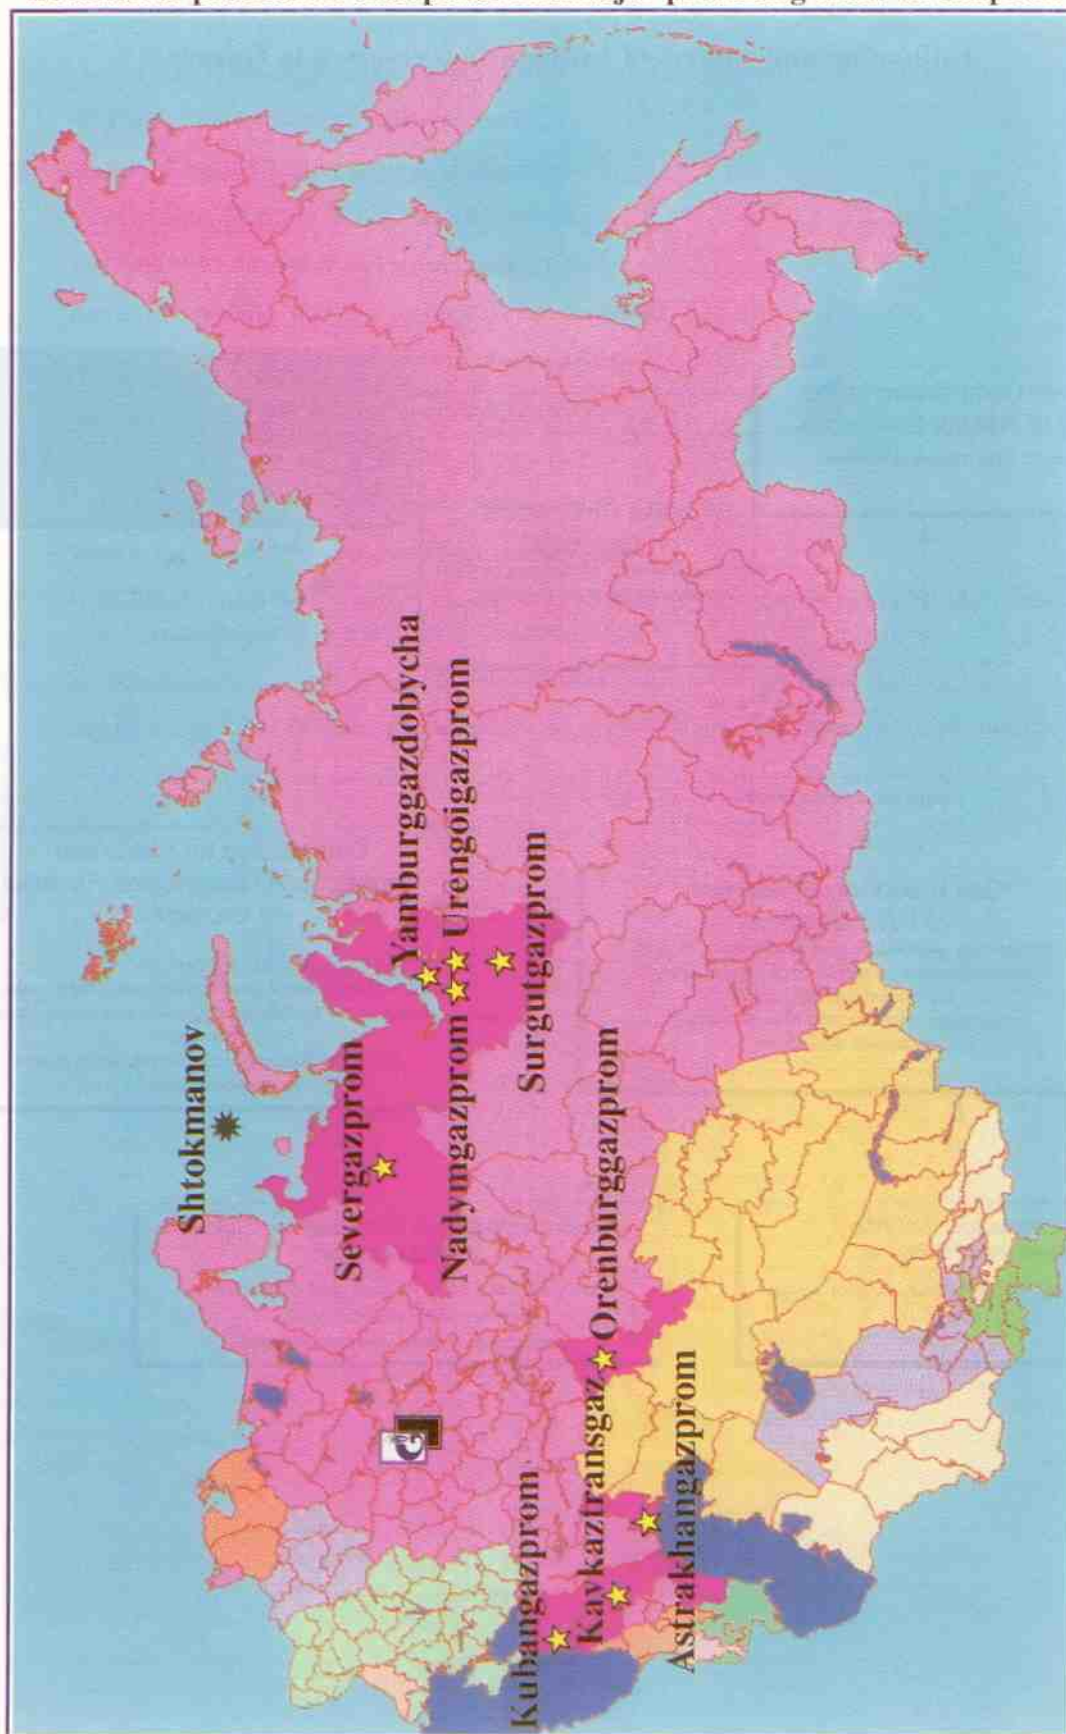 Shtokmanov
Severgazprom
Yamburggazdobycha
Nadymgazprom
Urengoigazprom
Surgutgazprom
Orenburggazprom
Kubangazprom
Kavkaztransgaz
Astrakhangazprom
G